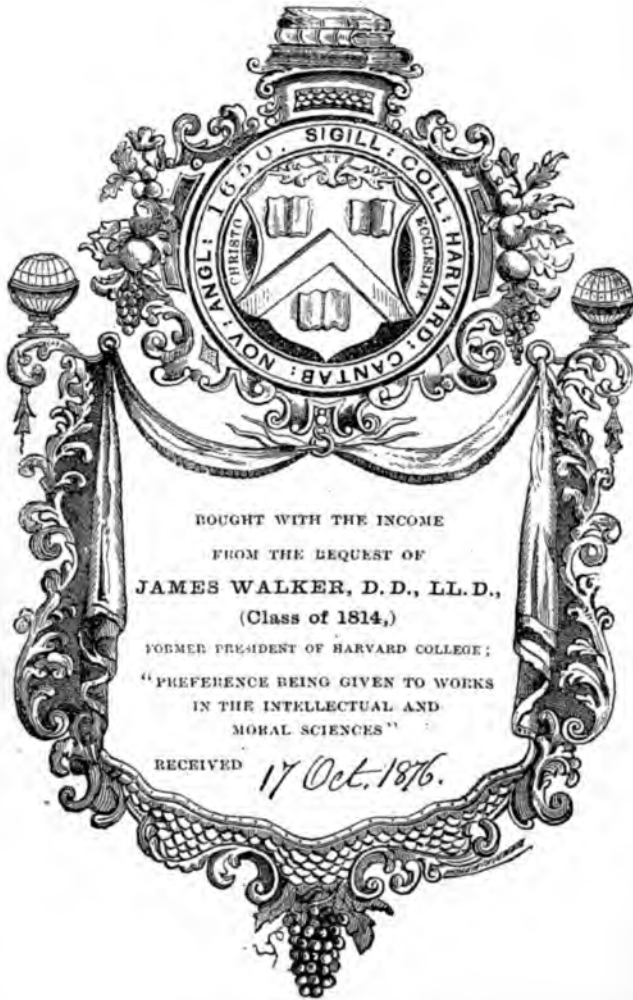 SIGILL: COLL: HARVARD: CANTAB: NOV: ANGL: 1650.
CHRISTO
ET
ECCLESIAE
BOUGHT WITH THE INCOME
FROM THE BEQUEST OF
JAMES WALKER, D.D., LL.D.,
(Class of 1814,)
FORMER PRESIDENT OF HARVARD COLLEGE;
"PREFERENCE BEING GIVEN TO WORKS
IN THE INTELLECTUAL AND
MORAL SCIENCES"
RECEIVED 17 Oct. 1876.